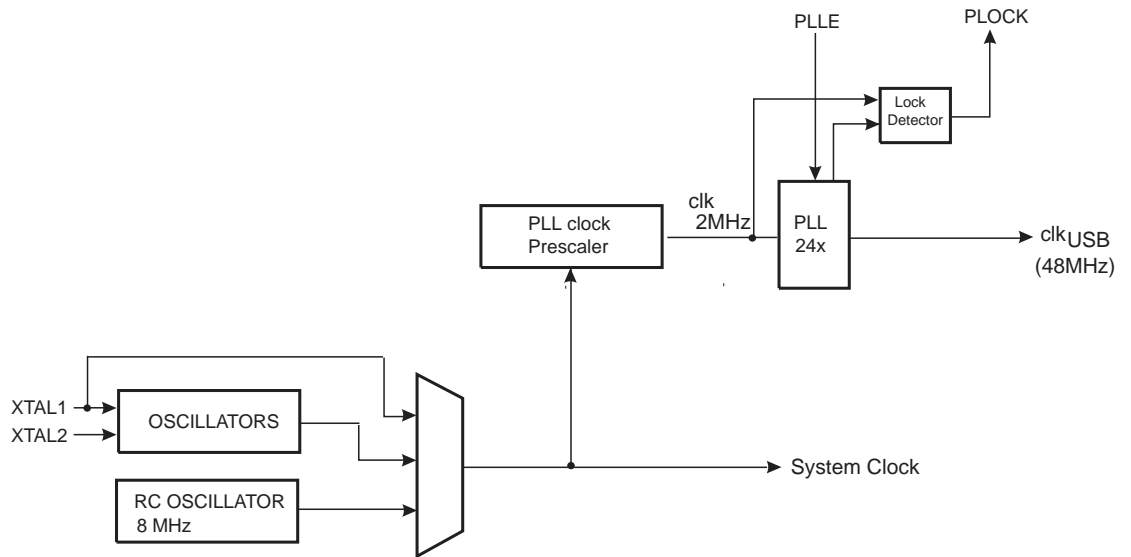 PLLE
PLOCK
Lock
Detector
clk
2MHz
PLL clock
Prescaler
PLL
24x
clkUSB
(48MHz)
XTAL1
XTAL2
OSCILLATORS
RC OSCILLATOR
8 MHz
System Clock